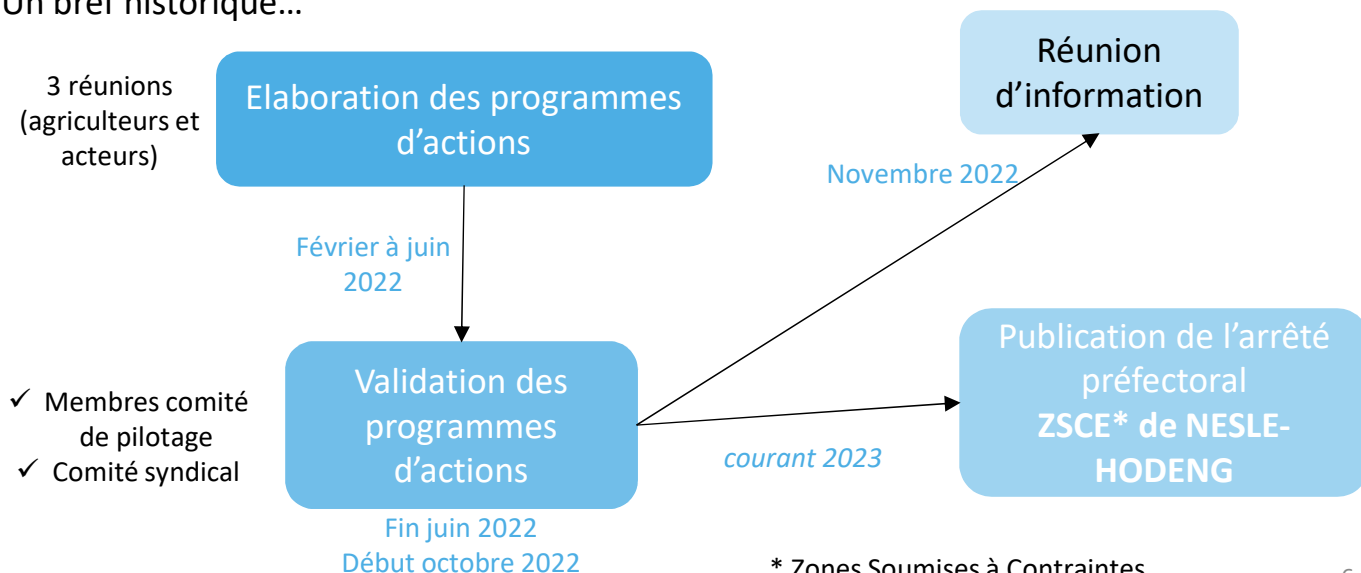 Un bref historique…
3 réunions
(agriculteurs et
acteurs)
Elaboration des programmes
d’actions
Réunion
d’information
Novembre 2022
Février à juin
2022
✓ Membres comité
de pilotage
✓ Comité syndical
Validation des
programmes
d’actions
courant 2023
Publication de l’arrêté
préfectoral
ZSCE* de NESLE-
HODENG
Fin juin 2022
Début octobre 2022
* Zones Soumises à Contraintes